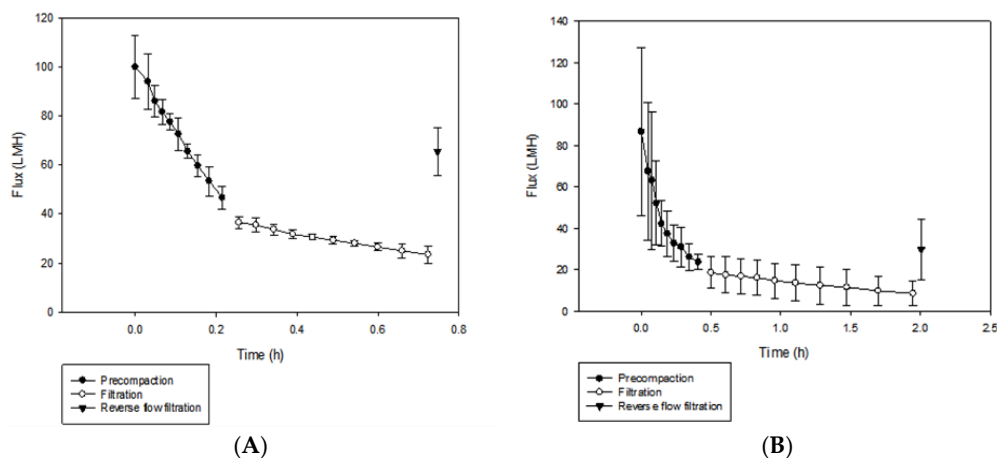 120
100
80
60
40
20
0
Flux (LMH)
0.0 0.2 0.4 0.6 0.8
Time (h)
Precompaction
Filtration
Reverse flow filtration
(A)
140
120
100
80
60
40
20
0
Flux (LMH)
0.0 0.5 1.0 1.5 2.0 2.5
Time (h)
Precompaction
Filtration
Reverse flow filtration
(B)